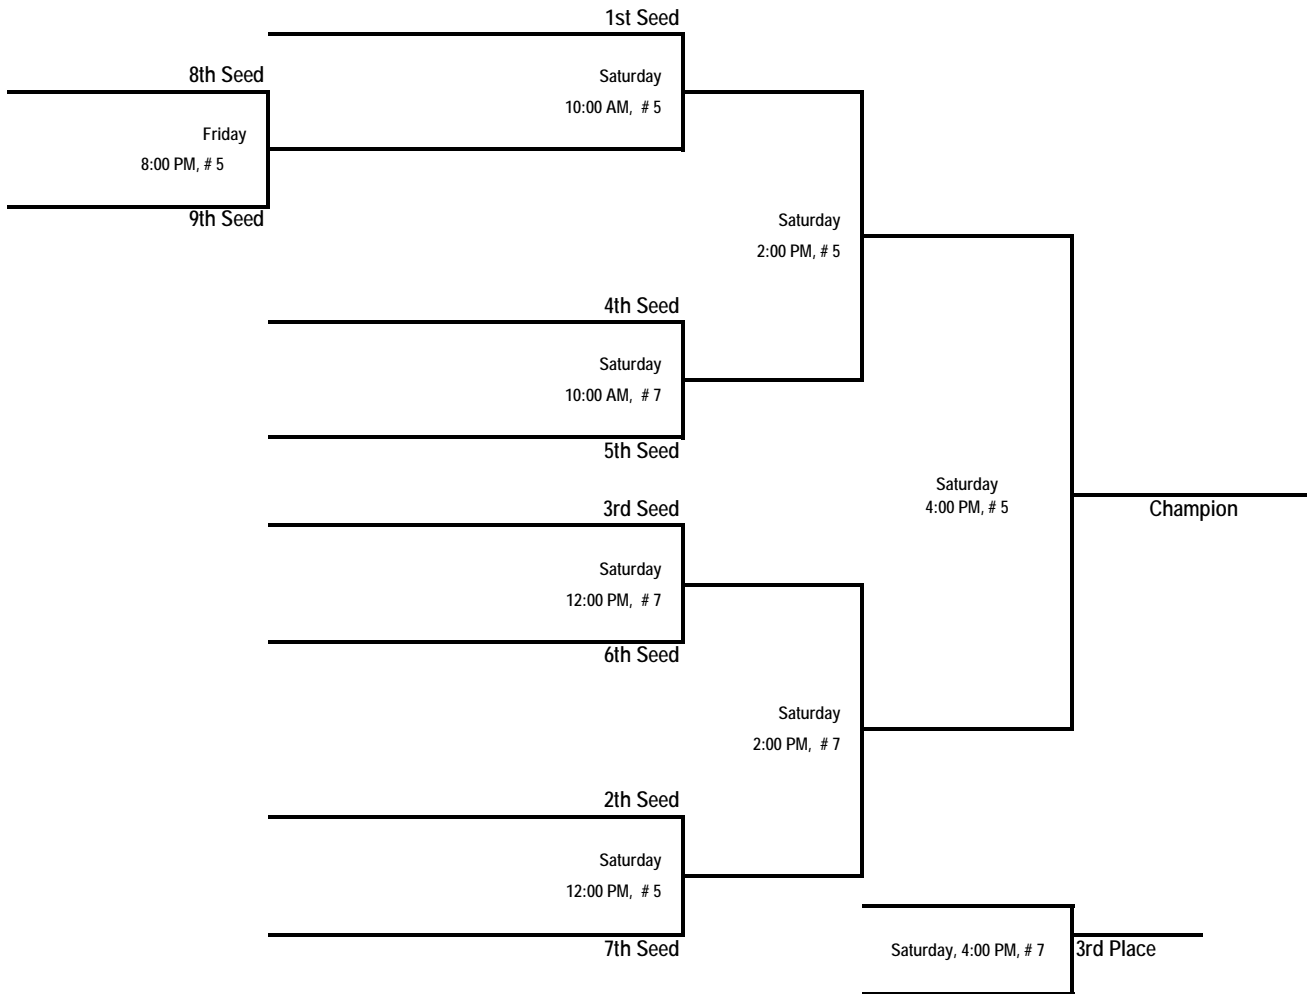 1st Seed
8th Seed
Saturday
10:00 AM,  # 5
Friday
8:00 PM, # 5
9th Seed
Saturday
2:00 PM, # 5
4th Seed
Saturday
10:00 AM,  # 7
5th Seed
Saturday
4:00 PM, # 5
3rd Seed
Champion
Saturday
12:00 PM,  # 7
6th Seed
Saturday
2:00 PM,  # 7
2th Seed
Saturday
12:00 PM,  # 5
7th Seed
Saturday, 4:00 PM, # 7
3rd Place